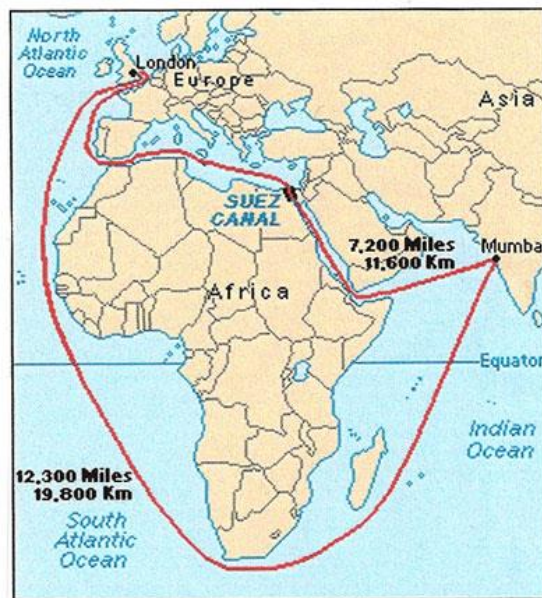 North
Atlantic
Ocean
London
Europe
Asia
SUEZ
CANAL
7,200 Miles
11,600 Km
Mumba
Africa
Equator
Indian
Ocean
12,300 Miles
19,800 Km
South
Atlantic
Ocean